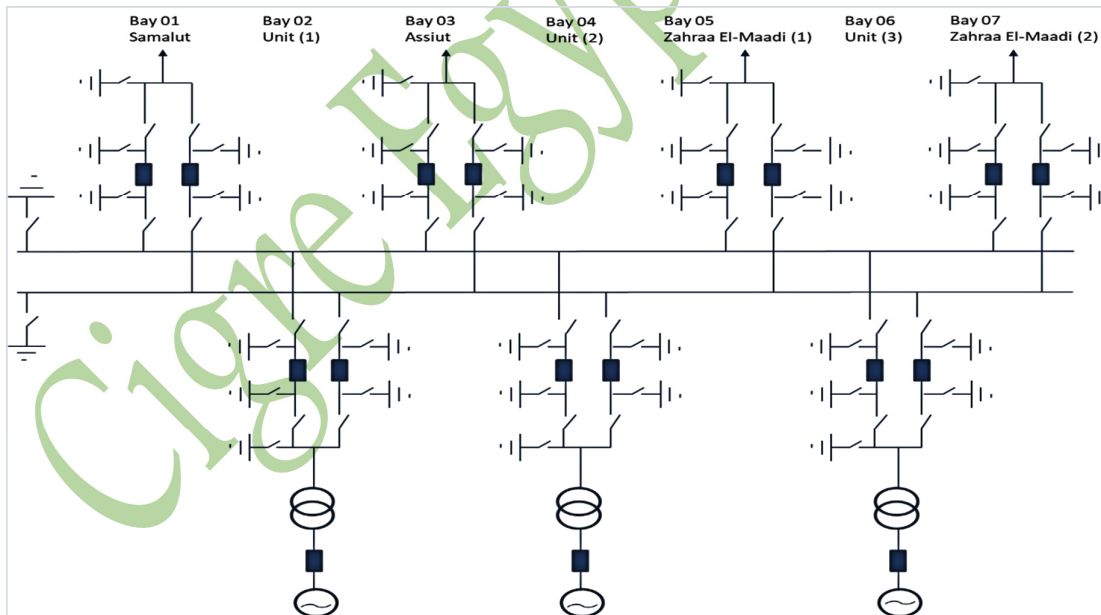 Bay 01
Samalut
Bay 02
Unit (1)
Bay 03
Assiut
Bay 04
Unit (2)
Bay 05
Zahraa El-Maadi (1)
Bay 06
Unit (3)
Bay 07
Zahraa El-Maadi (2)
Cigre Egyp